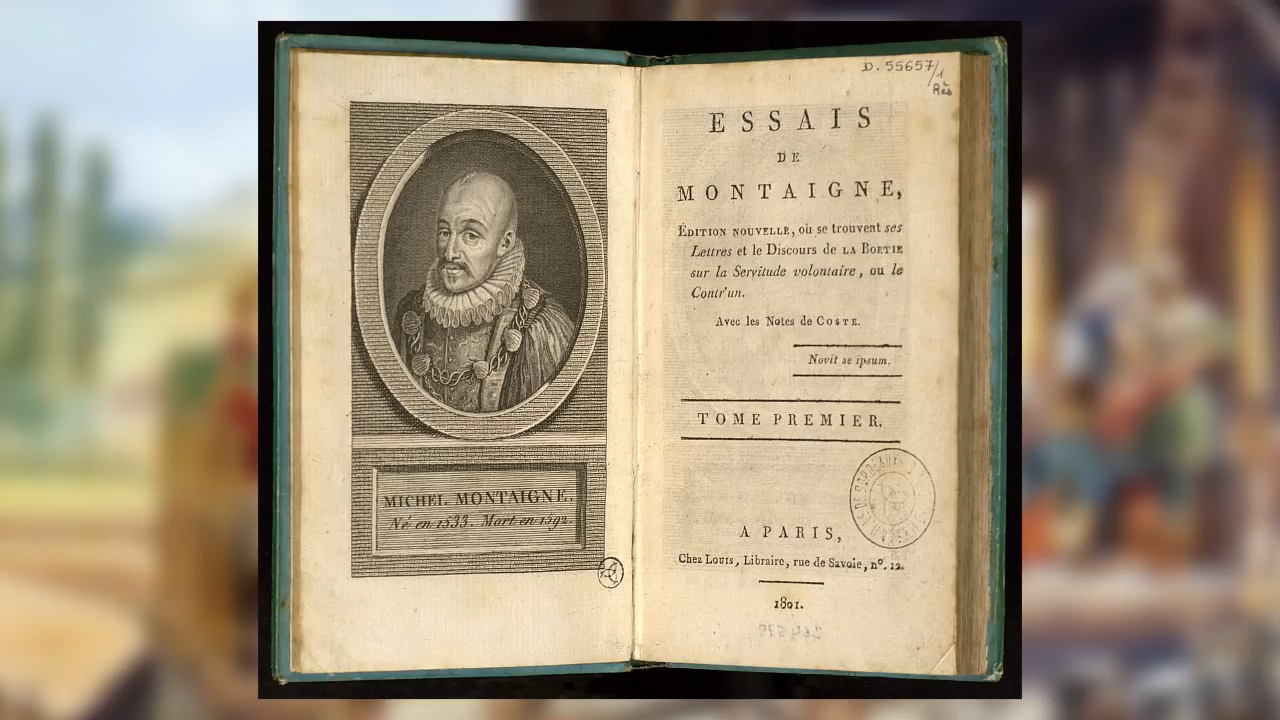 MICHEL MONTAIGNE.
Né en 1533. Mort en 1592
D. 55657/1
Rés
ESSAIS
DE
MONTAIGNE,
ÉDITION NOUVELLE, où se trouvent ses
Lettres et le Discours de LA BOETIE
sur la Servitude volontaire, ou le
Contr'un.
Avec les Notes de COSTE.
Novit se ipsum.
TOME PREMIER.
A PARIS,
Chez LOUIS, Libraire, rue de Savoie, nº. 12.
1801.